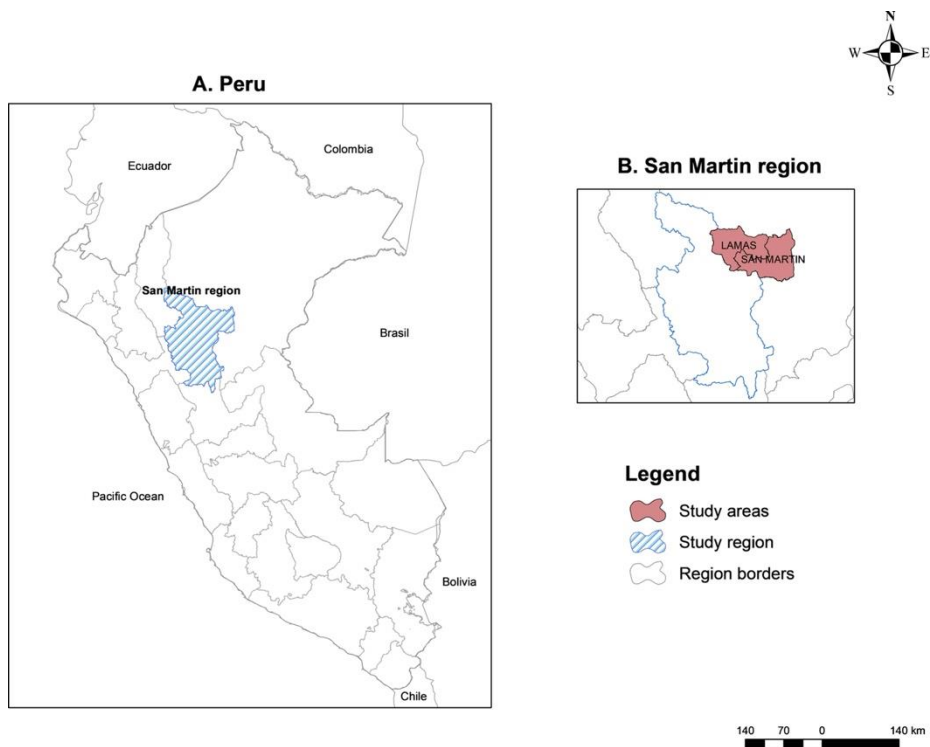 N
W E
S
A. Peru
Colombia
Ecuador
San Martin region
Brasil
Pacific Ocean
Bolivia
Chile
B. San Martin region
LAMAS
SAN MARTIN
Legend
Study areas
Study region
Region borders
140 70 0 140 km